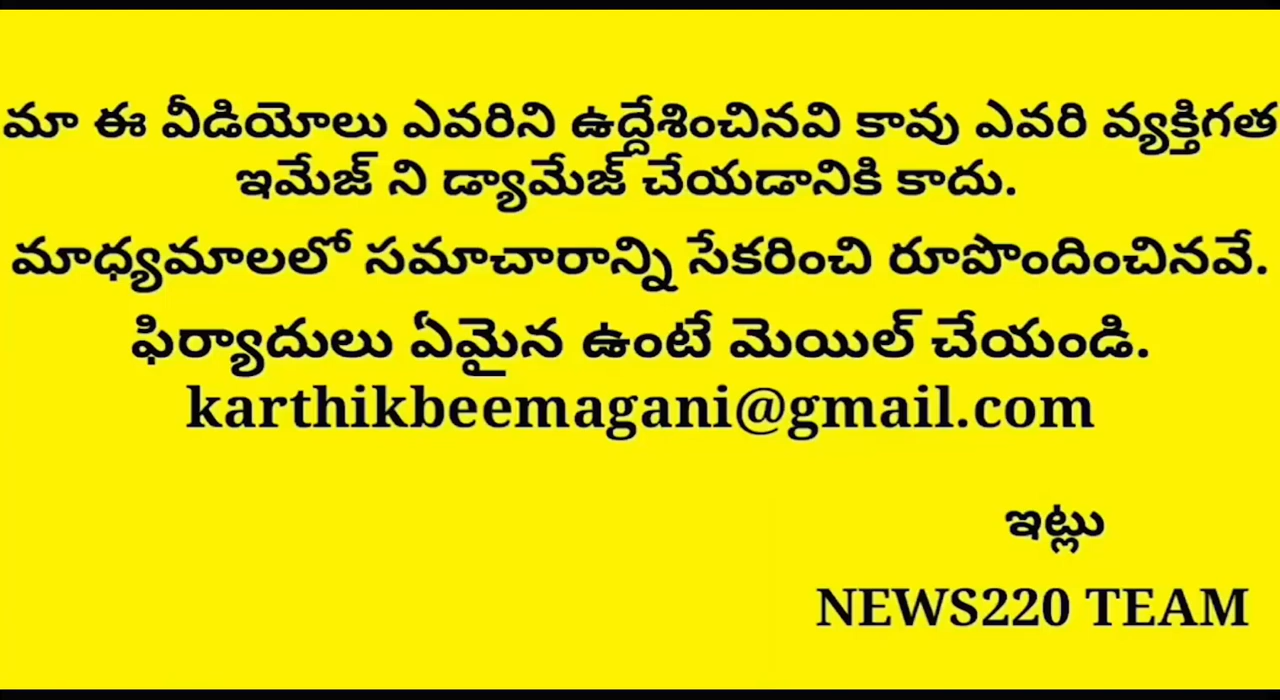 మా ఈ వీడియోలు ఎవరిని ఉద్దేశించినవి కావు ఎవరి వ్యక్తిగత
ఇమేజ్ ని డ్యామేజ్ చేయడానికి కాదు.
మాధ్యమాలలో సమాచారాన్ని సేకరించి రూపొందించినవే.
ఫిర్యాదులు ఏమైన ఉంటే మెయిల్ చేయండి.
karthikbeemagani@gmail.com
ఇట్లు
NEWS220 TEAM